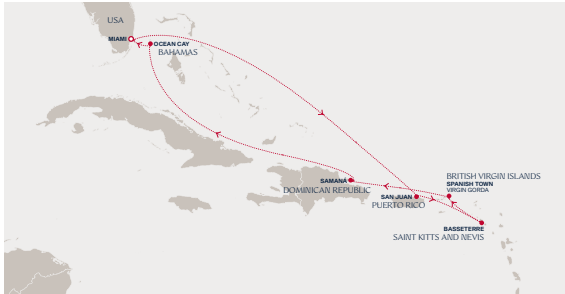 USA
MIAMI
OCEAN CAY
BAHAMAS
SAMANÁ
DOMINICAN REPUBLIC
SAN JUAN
PUERTO RICO
BRITISH VIRGIN ISLANDS
SPANISH TOWN
VIRGIN GORDA
BASSETERRE
SAINT KITTS AND NEVIS